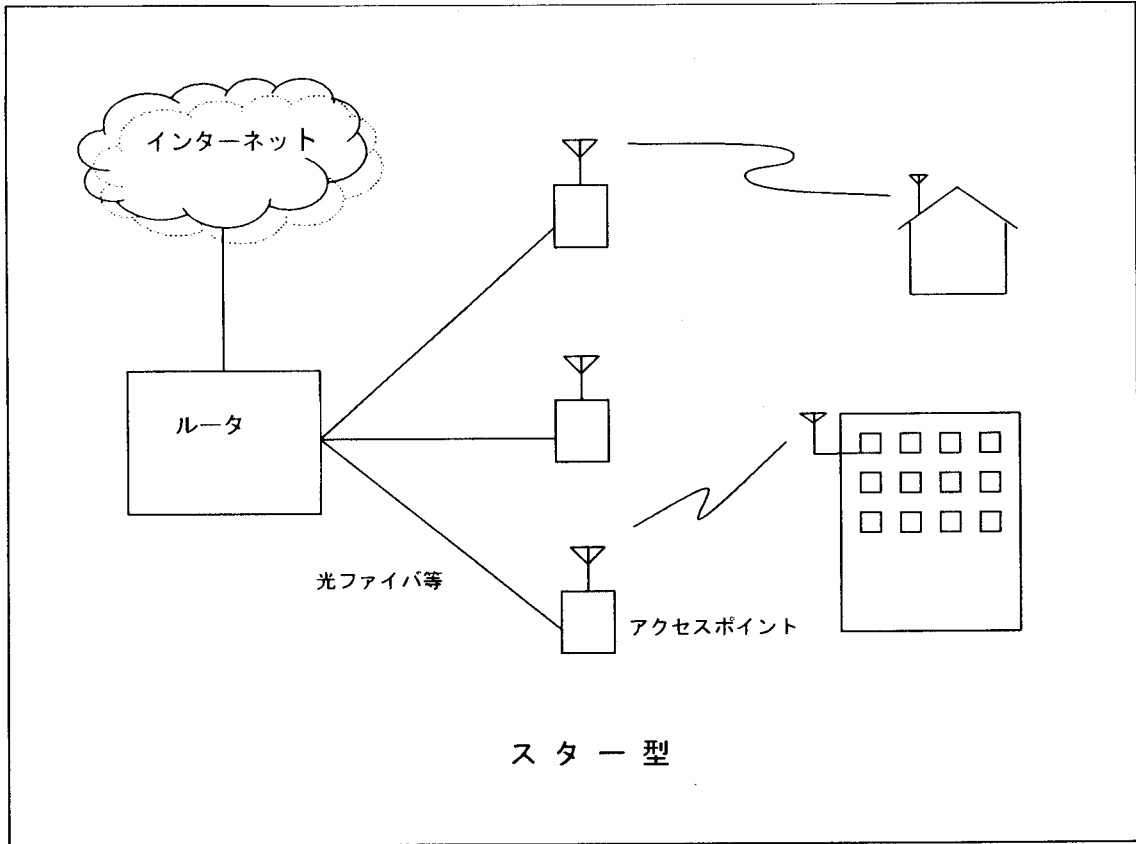 インターネット
ルータ
光ファイバ等
アクセスポイント
スター型